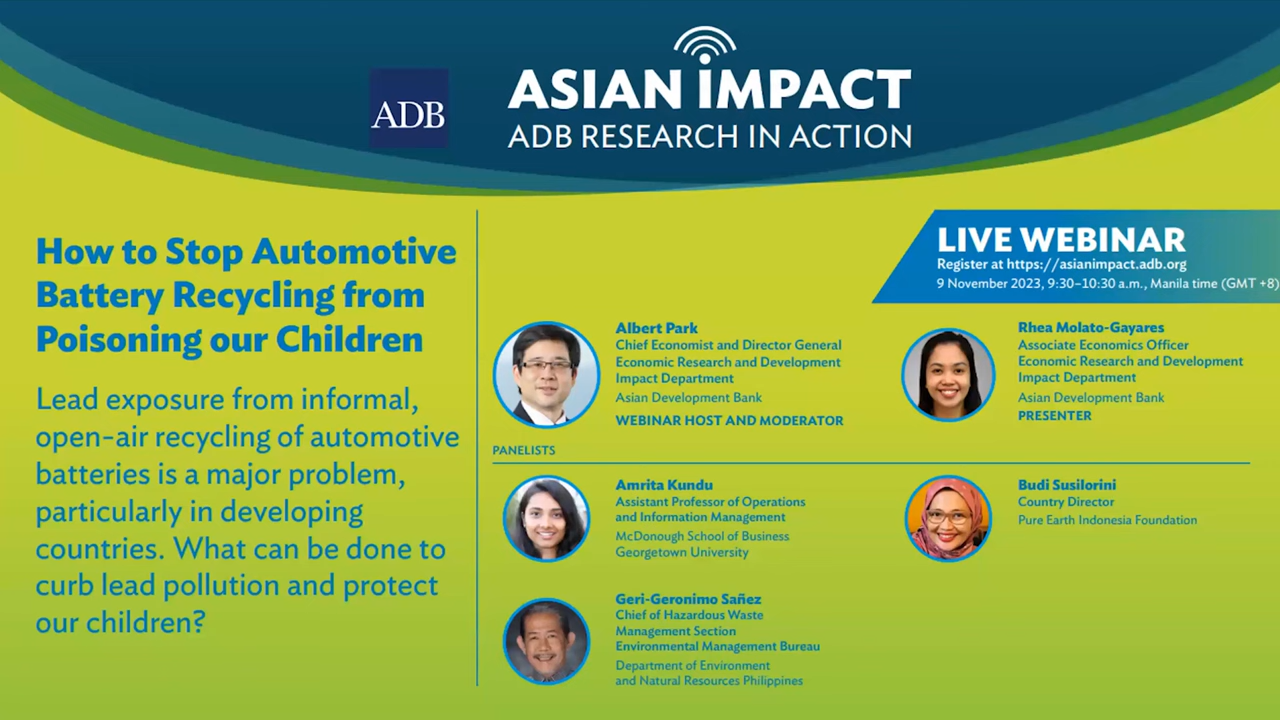 ADB
ASIAN IMPACT
ADB RESEARCH IN ACTION
How to Stop Automotive
Battery Recycling from
Poisoning our Children
Lead exposure from informal,
open-air recycling of automotive
batteries is a major problem,
particularly in developing
countries. What can be done to
curb lead pollution and protect
our children?
LIVE WEBINAR
Register at https://asianimpact.adb.org
9 November 2023, 9:30–10:30 a.m., Manila time (GMT +8)
Albert Park
Chief Economist and Director General
Economic Research and Development
Impact Department
Asian Development Bank
WEBINAR HOST AND MODERATOR
Rhea Molato-Gayares
Associate Economics Officer
Economic Research and Development
Impact Department
Asian Development Bank
PRESENTER
PANELISTS
Amrita Kundu
Assistant Professor of Operations
and Information Management
McDonough School of Business
Georgetown University
Budi Susilorini
Country Director
Pure Earth Indonesia Foundation
Geri-Geronimo Sañez
Chief of Hazardous Waste
Management Section
Environmental Management Bureau
Department of Environment
and Natural Resources Philippines